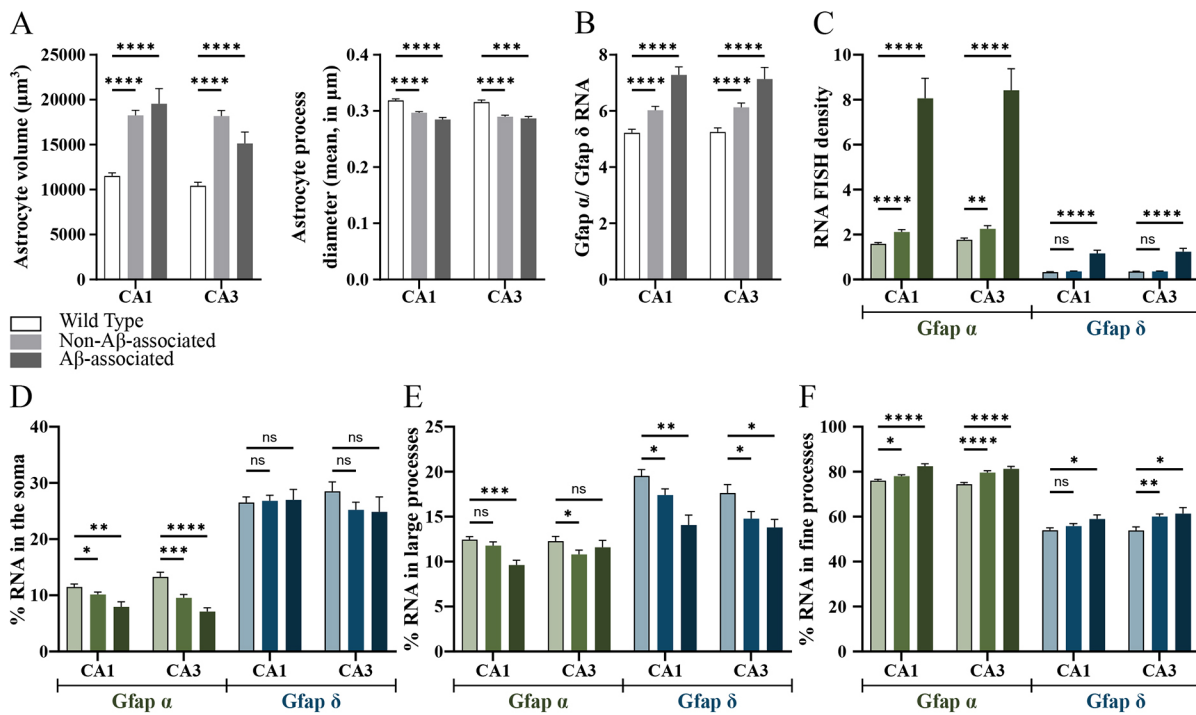 A
Astrocyte volume (µm³)
25000
20000
15000
10000
5000
0
****
****
****
****
CA1
CA3
Astrocyte process
diameter (mean, in µm)
0.4
0.3
0.2
0.1
0.0
****
****
***
****
CA1
CA3
Wild Type
Non-Aβ-associated
Aβ-associated
B
Gfap α/ Gfap δ RNA
8
6
4
2
0
****
****
****
****
CA1
CA3
C
RNA FISH density
10
8
6
4
2
0
****
****
****
**
****
ns
****
ns
CA1
CA3
CA1
CA3
Gfap α
Gfap δ
D
% RNA in the soma
40
30
20
10
0
**
*
****
***
ns
ns
ns
ns
CA1
CA3
CA1
CA3
Gfap α
Gfap δ
E
% RNA in large processes
25
20
15
10
5
0
***
ns
ns
*
**
*
*
*
CA1
CA3
CA1
CA3
Gfap α
Gfap δ
F
% RNA in fine processes
100
80
60
40
20
0
****
*
****
****
*
ns
*
**
CA1
CA3
CA1
CA3
Gfap α
Gfap δ